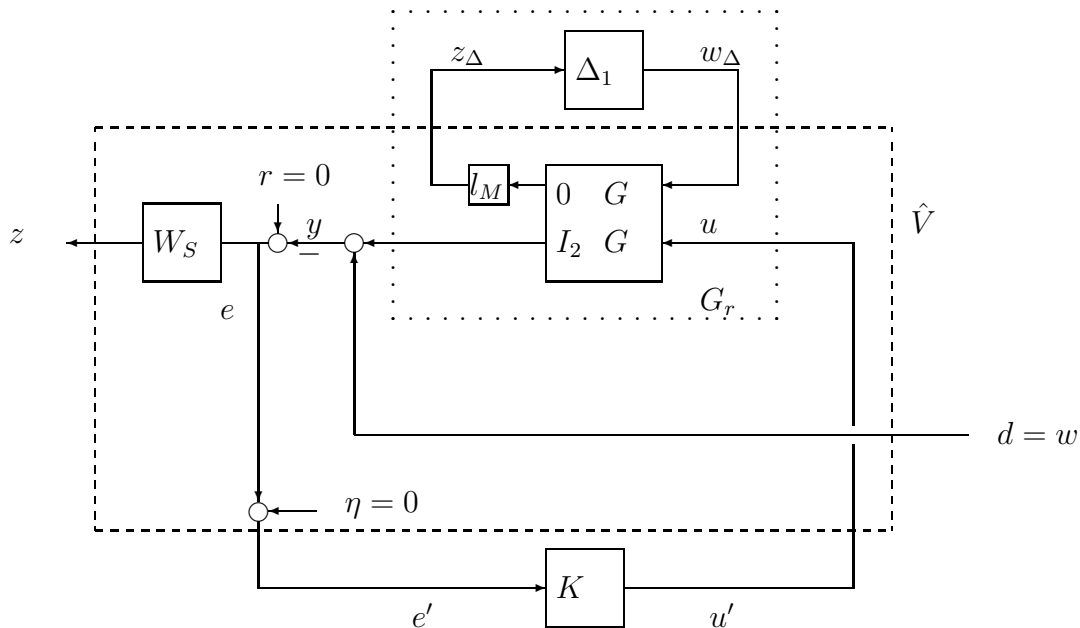 z_Δ
Δ_1
w_Δ
l_M
0 G
r = 0
z
W_S
y
−
I_2 G
u
V̂
G_r
e
d = w
η = 0
K
e′
u′